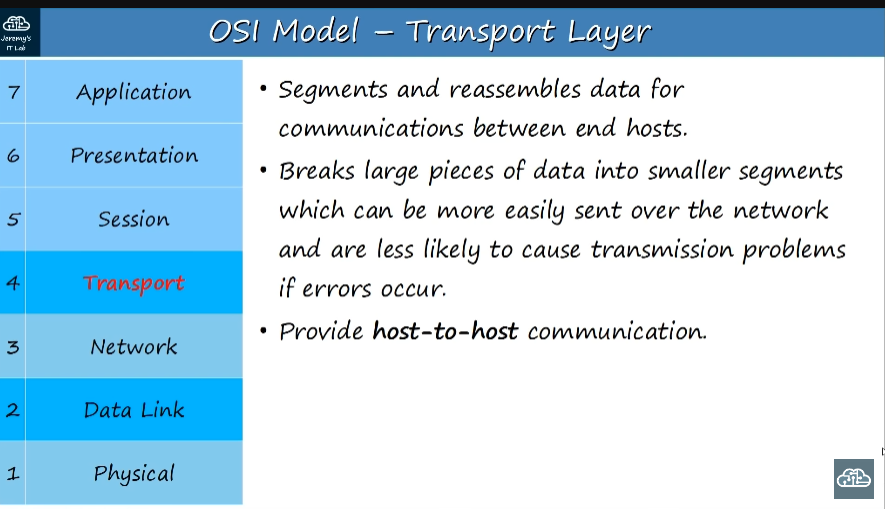 Jeremy's
IT Lab
OSI Model – Transport Layer
7 Application
6 Presentation
5 Session
4 Transport
3 Network
2 Data Link
1 Physical
• Segments and reassembles data for
communications between end hosts.
• Breaks large pieces of data into smaller segments
which can be more easily sent over the network
and are less likely to cause transmission problems
if errors occur.
• Provide host-to-host communication.